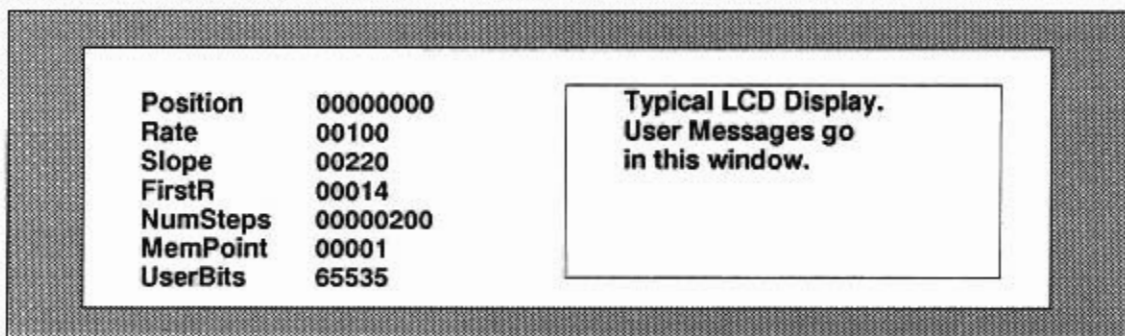 Position 00000000
Rate 00100
Slope 00220
FirstR 00014
NumSteps 00000200
MemPoint 00001
UserBits 65535
Typical LCD Display.
User Messages go
in this window.